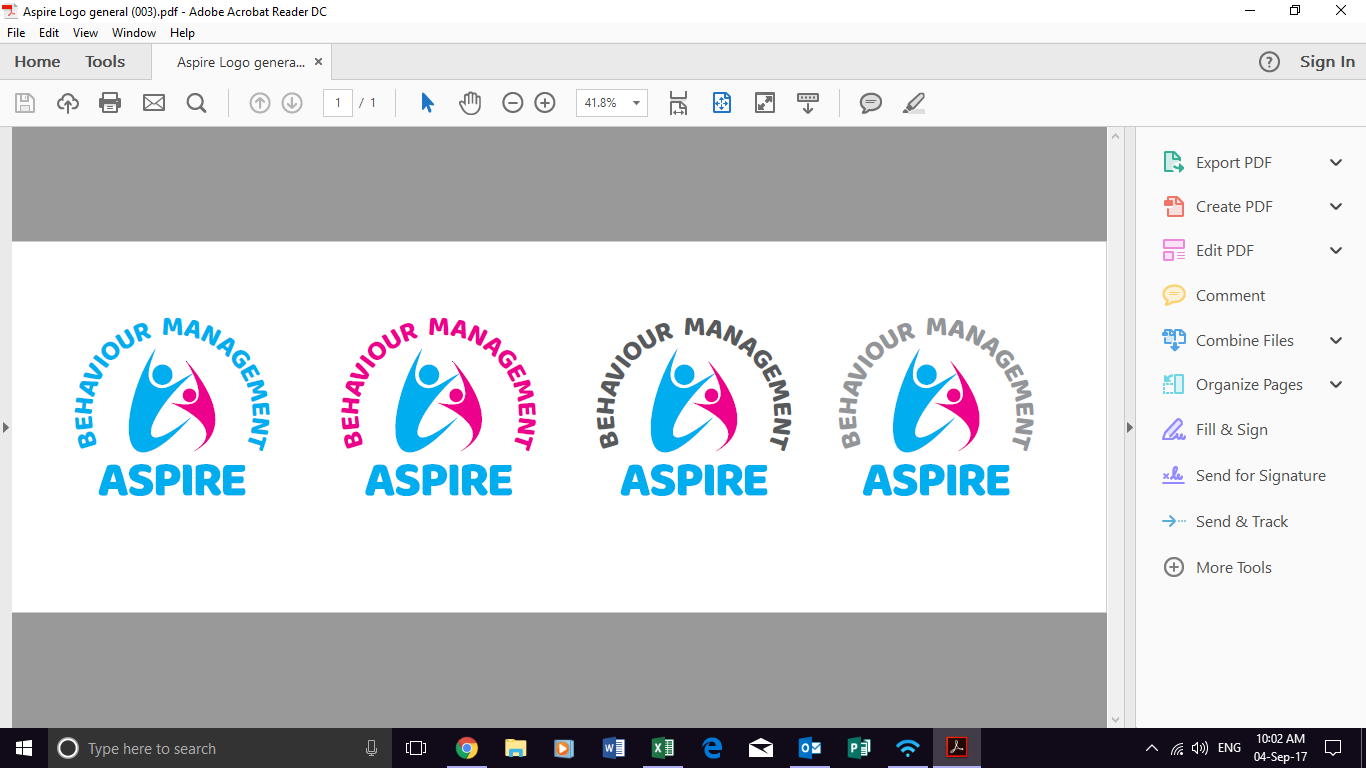 Aspire Logo general (003).pdf - Adobe Acrobat Reader DC
File Edit View Window Help
Home Tools Aspire Logo genera... × ? Sign In
1 / 1 41.8%
Export PDF
Create PDF
Edit PDF
Comment
Combine Files
Organize Pages
Fill & Sign
Send for Signature
Send & Track
More Tools
BEHAVIOUR MANAGEMENT
ASPIRE
BEHAVIOUR MANAGEMENT
ASPIRE
BEHAVIOUR MANAGEMENT
ASPIRE
BEHAVIOUR MANAGEMENT
ASPIRE
Type here to search
ENG
10:02 AM
04-Sep-17